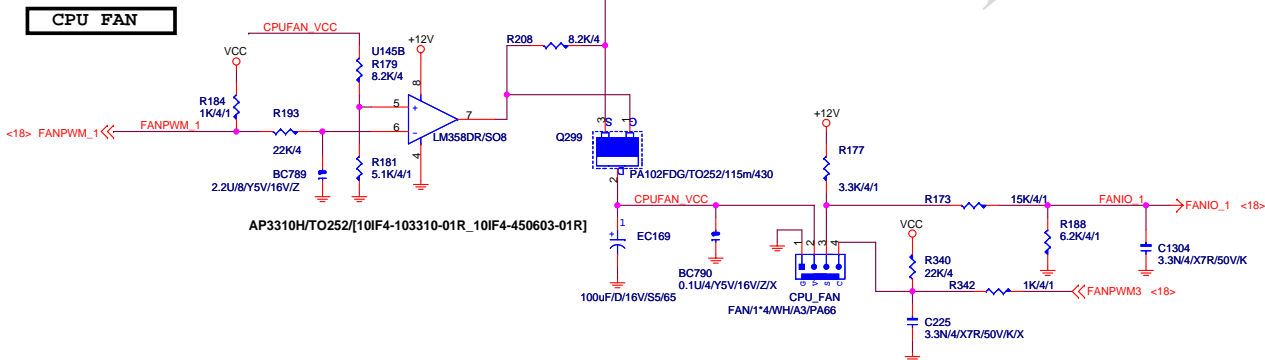 CPU FAN
CPUFAN_VCC
VCC
R184
1K/4/1
<18> FANPWM_1
FANPWM_1
R193
22K/4
BC789
2.2U/8/Y5V/16V/Z
U145B
R179
8.2K/4
+12V
8
5
+
6
-
7
4
LM358DR/SO8
R181
5.1K/4/1
AP3310H/TO252/[10IF4-103310-01R_10IF4-450603-01R]
R208
8.2K/4
3
S
G
1
Q299
D
2
PA102FDG/TO252/115m/430
CPUFAN_VCC
+
1
EC169
100uF/D/16V/S5/65
BC790
0.1U/4/Y5V/16V/Z/X
+12V
R177
3.3K/4/1
1
2
3
4
G
V
S
C
CPU_FAN
FAN/1*4/WH/A3/PA66
R173
15K/4/1
FANIO_1
FANIO_1 <18>
R188
6.2K/4/1
C1304
3.3N/4/X7R/50V/K
VCC
R340
22K/4
R342
1K/4/1
FANPWM3 <18>
C225
3.3N/4/X7R/50V/K/X